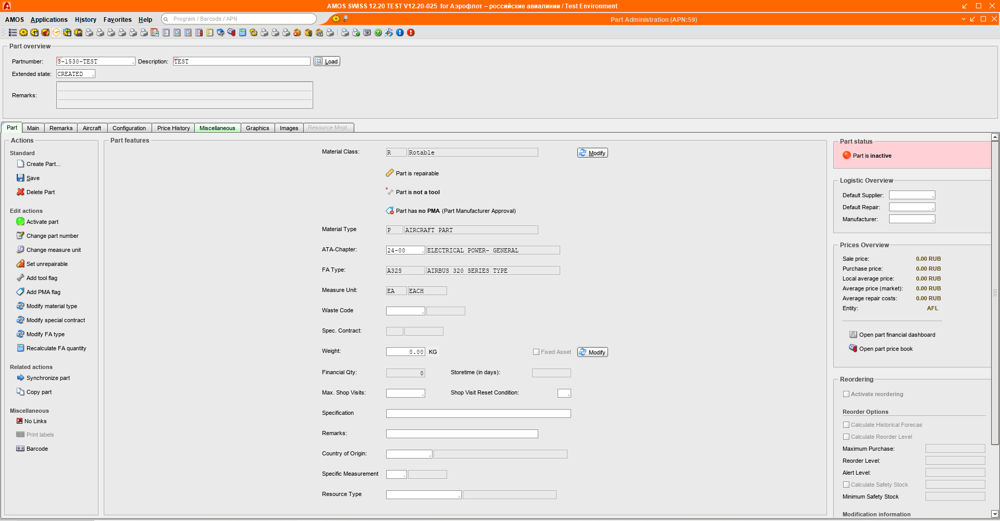 AMOS SWISS 12.20 TEST V12.20-025 for Аэрофлот – российские авиалинии / Test Environment
AMOS Applications History Favorites Help Program / Barcode / APN
Part Administration (APN:59)
Part overview
Partnumber: 3-1530-TEST Description: TEST Load
Extended state: CREATED
Remarks:
Part Main Remarks Aircraft Configuration Price History Miscellaneous Graphics Images Resource Mngt.
Actions
Standard
Create Part...
Save
Delete Part
Edit actions
Activate part
Change part number
Change measure unit
Set unrepairable
Add tool flag
Add PMA flag
Modify material type
Modify special contract
Modify FA type
Recalculate FA quantity
Related actions
Synchronize part
Copy part
Miscellaneous
No Links
Print labels
Barcode
Part features
Material Class: R Rotable Modify
Part is repairable
Part is not a tool
Part has no PMA (Part Manufacturer Approval)
Material Type P AIRCRAFT PART
ATA-Chapter: 24-00 ELECTRICAL POWER- GENERAL
FA Type: A32S AIRBUS 320 SERIES TYPE
Measure Unit: EA EACH
Waste Code
Spec. Contract:
Weight: 0.00 KG Fixed Asset Modify
Financial Qty: 0 Storetime (in days):
Max. Shop Visits: Shop Visit Reset Condition:
Specification
Remarks:
Country of Origin:
Specific Measurement
Resource Type
Part status
Part is inactive
Logistic Overview
Default Supplier:
Default Repair:
Manufacturer:
Prices Overview
Sale price: 0.00 RUB
Purchase price: 0.00 RUB
Local average price: 0.00 RUB
Average price (market): 0.00 RUB
Average repair costs: 0.00 RUB
Entity: AFL
Open part financial dashboard
Open part price book
Reordering
Activate reordering
Reorder Options
Calculate Historical Forecas
Calculate Reorder Level
Maximum Purchase:
Reorder Level:
Alert Level:
Calculate Safety Stock
Minimum Safety Stock
Modification information